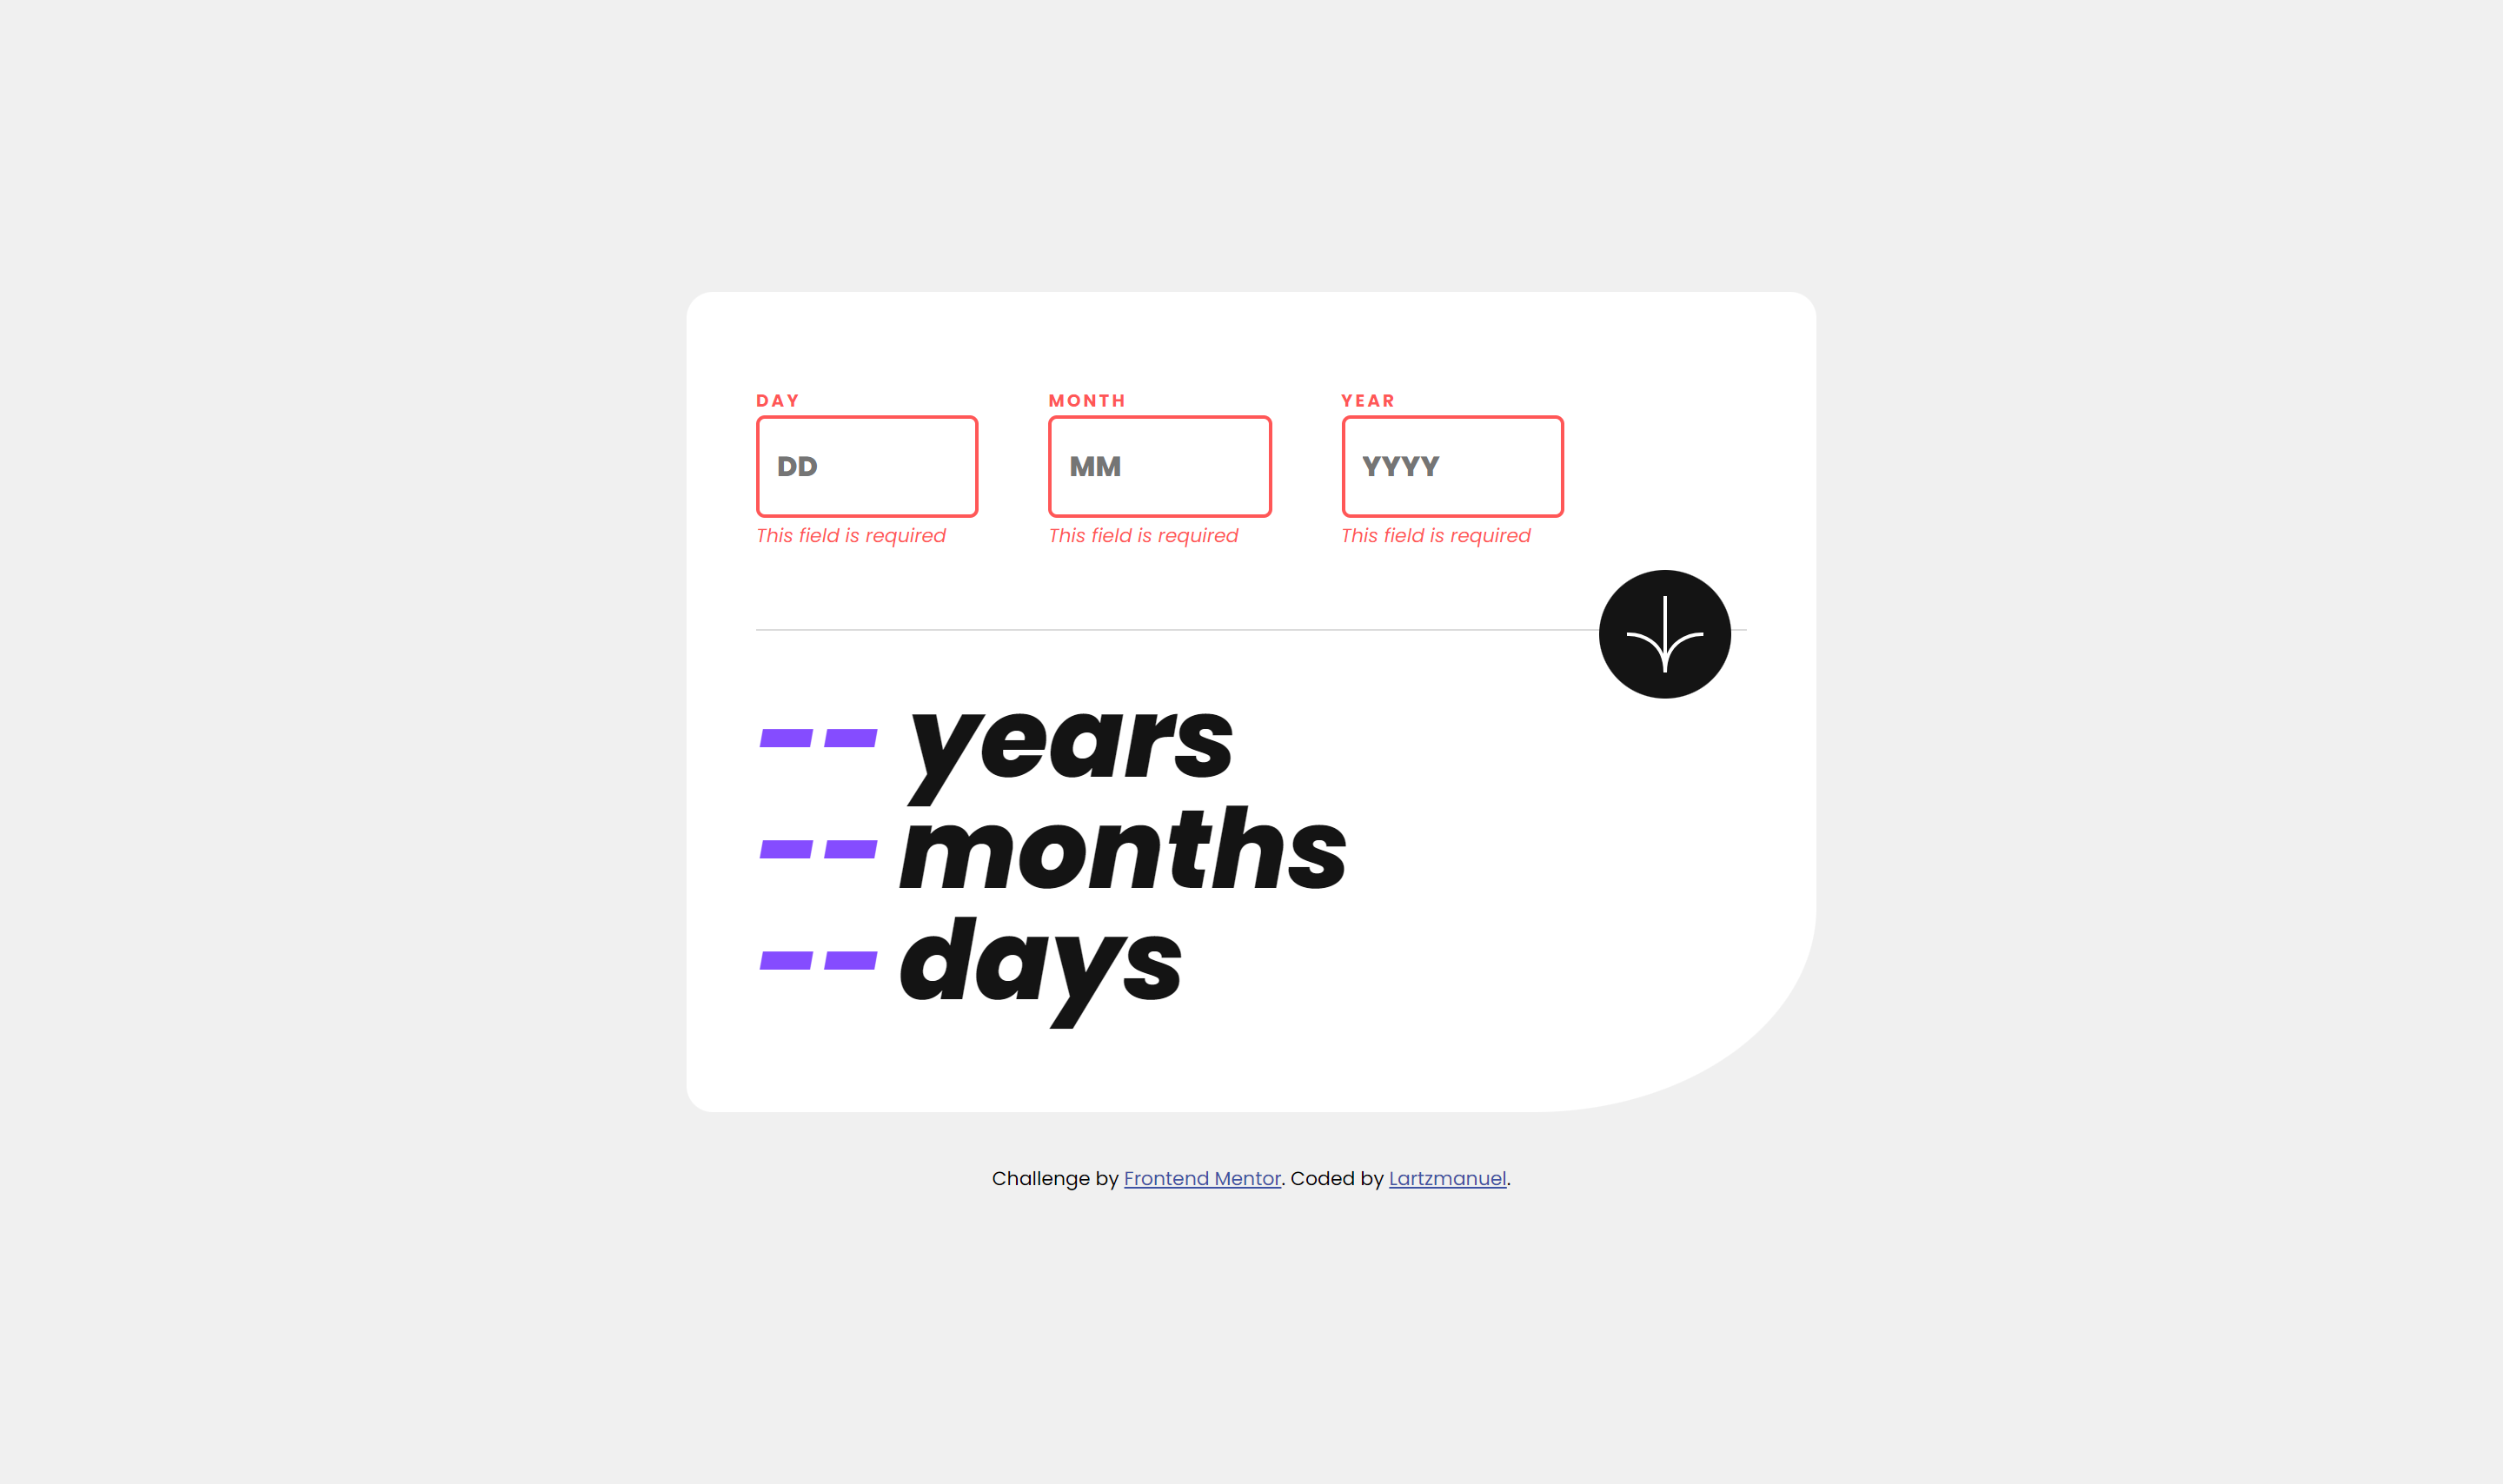 DAY MONTH YEAR
DD MM YYYY
This field is required This field is required This field is required
-- years
-- months
-- days
Challenge by Frontend Mentor. Coded by Lartzmanuel.